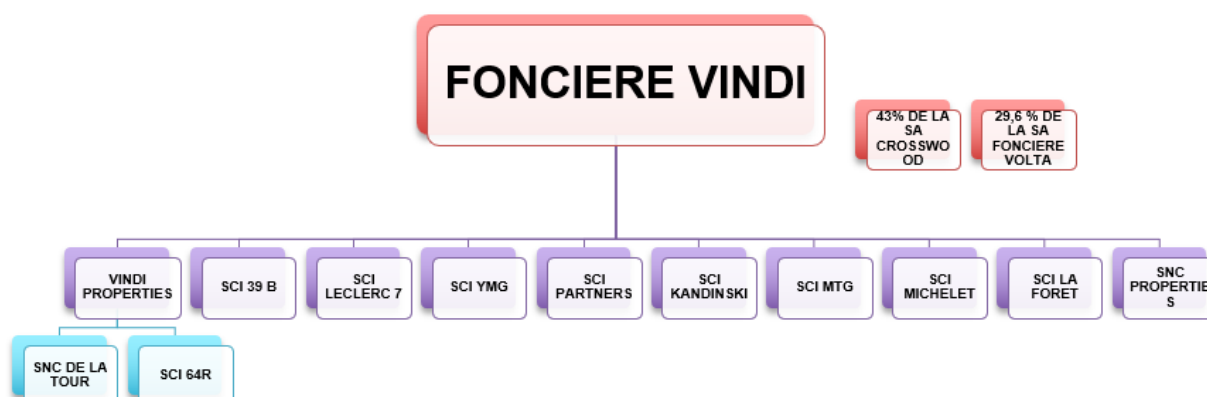 FONCIERE VINDI
43% DE LA
SA
CROSSWO
OD
29,6 % DE
LA SA
FONCIERE
VOLTA
VINDI
PROPERTIES
SCI 39 B
SCI
LECLERC 7
SCI YMG
SCI
PARTNERS
SCI
KANDINSKI
SCI MTG
SCI
MICHELET
SCI LA
FORET
SNC
PROPERTIE
S
SNC DE LA
TOUR
SCI 64R